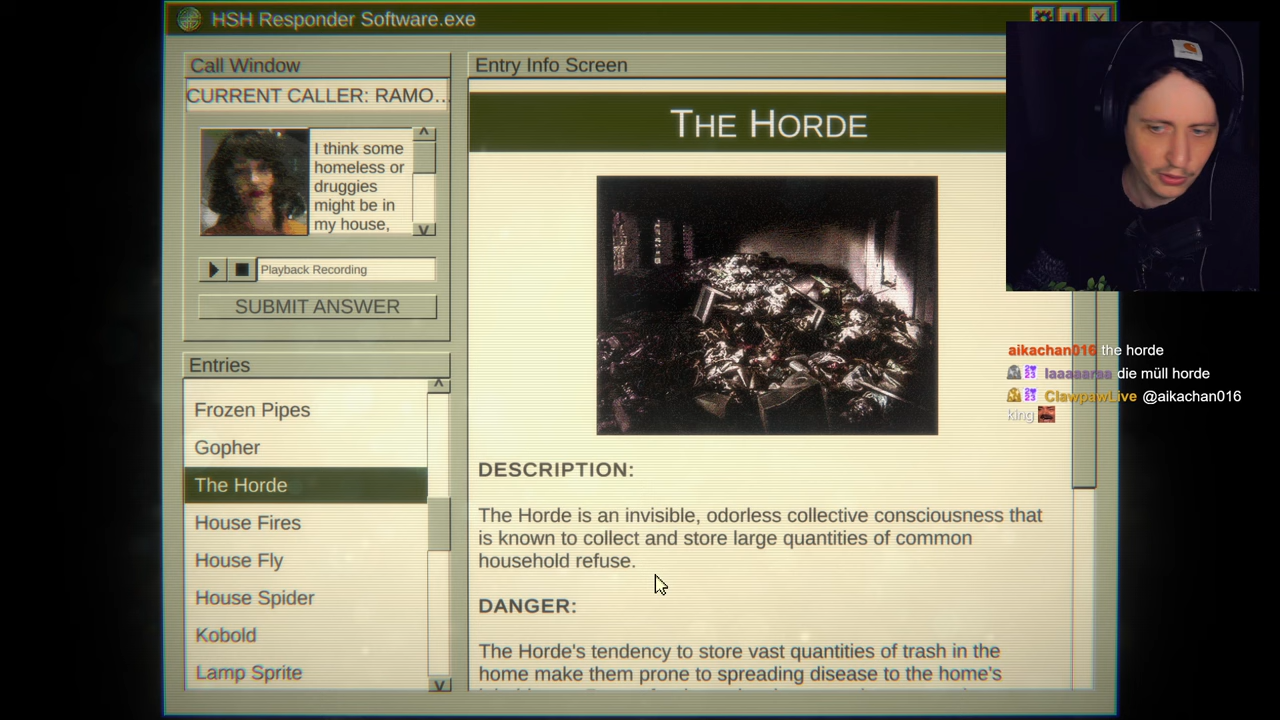 HSH Responder Software.exe
Call Window
CURRENT CALLER: RAMO...
I think some
homeless or
druggies
might be in
my house,
Playback Recording
SUBMIT ANSWER
Entries
Frozen Pipes
Gopher
The Horde
House Fires
House Fly
House Spider
Kobold
Lamp Sprite
Entry Info Screen
THE HORDE
DESCRIPTION:
The Horde is an invisible, odorless collective consciousness that
is known to collect and store large quantities of common
household refuse.
DANGER:
The Horde's tendency to store vast quantities of trash in the
home make them prone to spreading disease to the home's
aikachan016 the horde
laaaaaraa die müll horde
ClawpawLive @aikachan016
king